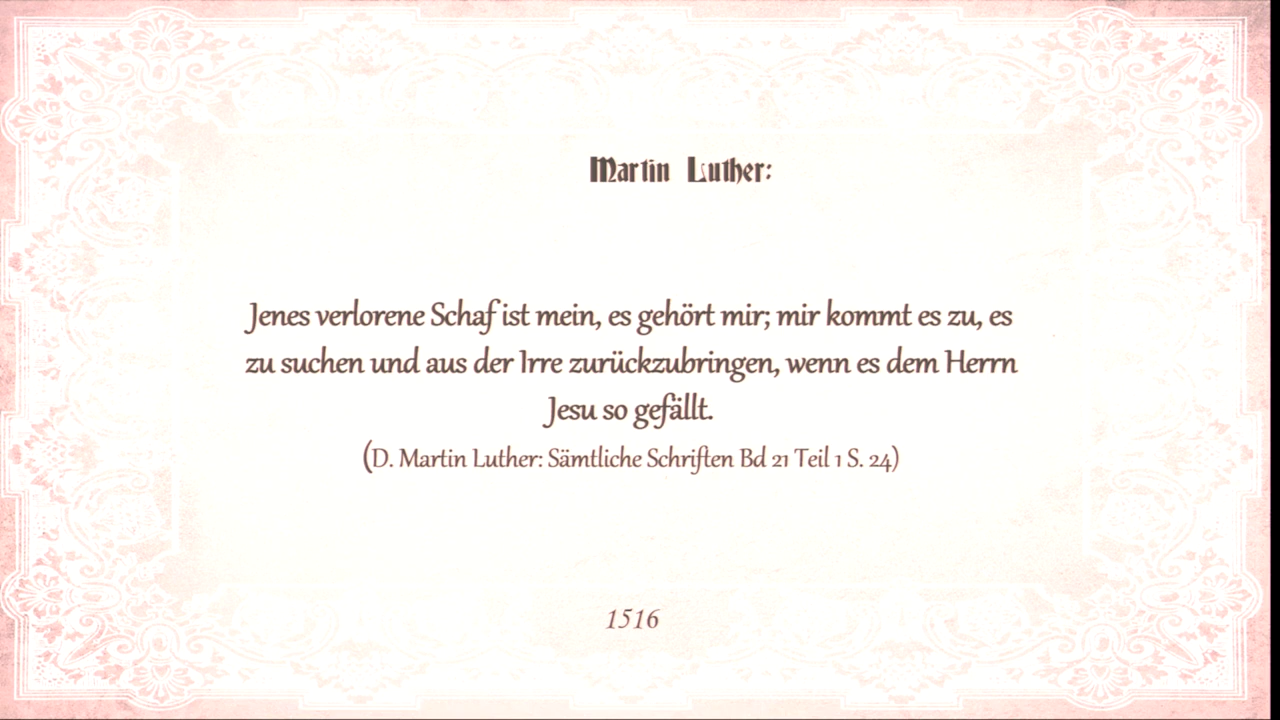 Martin Luther:
Jenes verlorene Schaf ist mein, es gehört mir; mir kommt es zu, es
zu suchen und aus der Irre zurückzubringen, wenn es dem Herrn
Jesu so gefällt.
(D. Martin Luther: Sämtliche Schriften Bd 21 Teil 1 S. 24)
1516